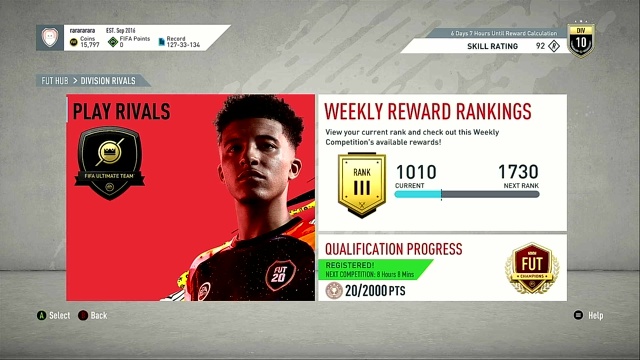 rararararara EST. Sep 2016
Coins 15,797
FIFA Points 0
Record 127-33-134
6 Days 7 Hours Until Reward Calculation
SKILL RATING 92
DIV 10
FUT HUB > DIVISION RIVALS
PLAY RIVALS
FIFA ULTIMATE TEAM
EA
FUT 20
WEEKLY REWARD RANKINGS
View your current rank and check out this Weekly
Competition's available rewards!
RANK III
1010 1730
CURRENT NEXT RANK
QUALIFICATION PROGRESS
REGISTERED!
NEXT COMPETITION: 8 Hours 8 Mins
20/2000 PTS
FUT
CHAMPIONS
A Select B Back
Help